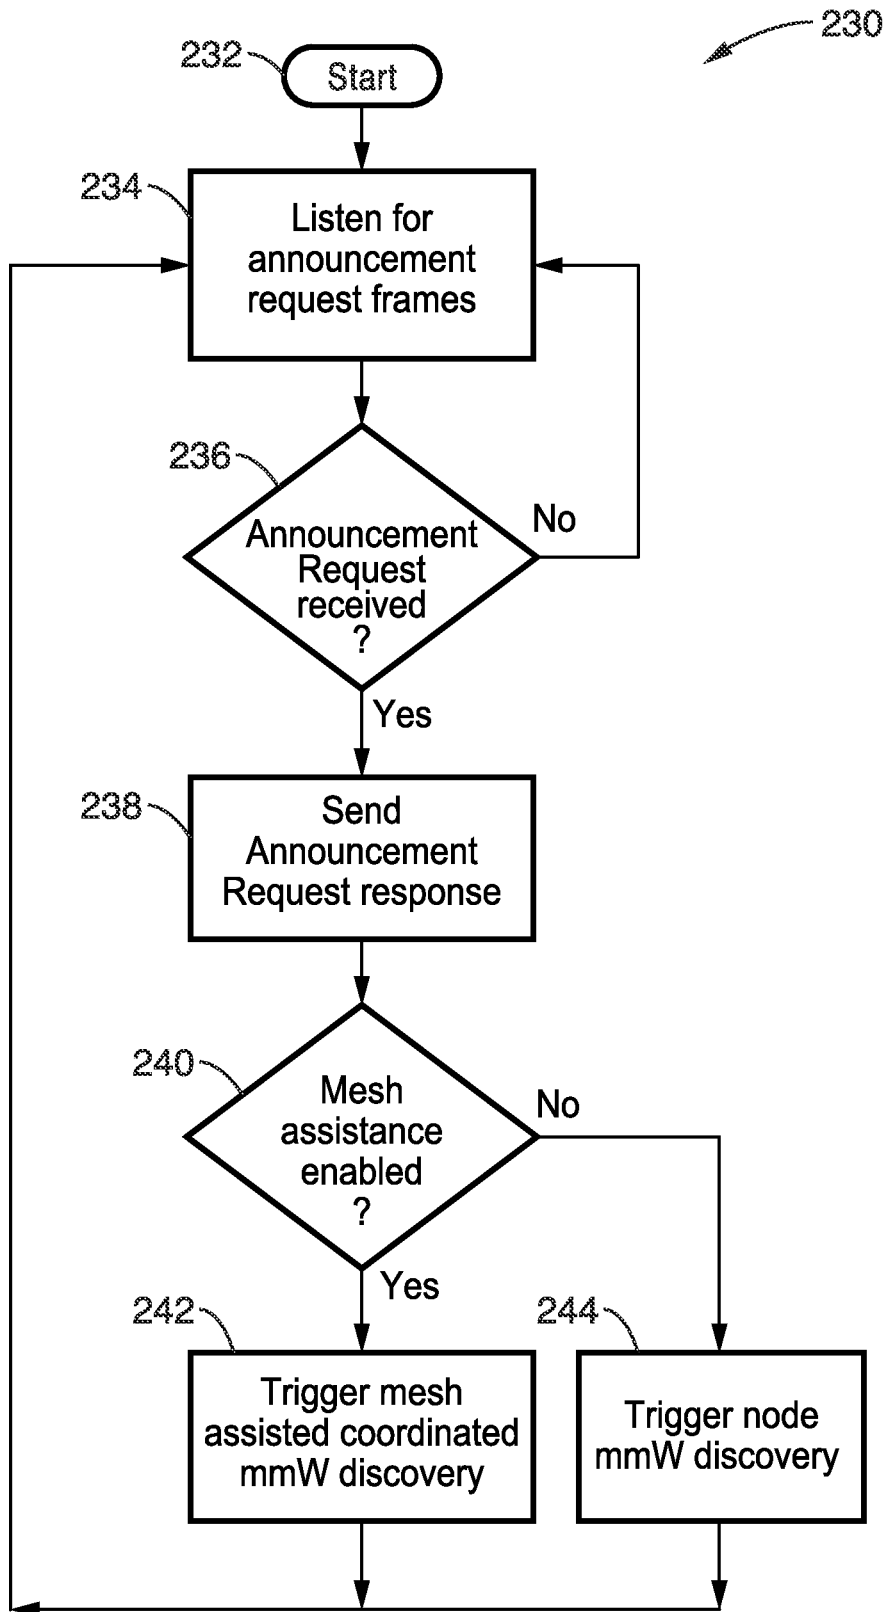 230
232
Start
234
Listen for
announcement
request frames
236
Announcement
Request
received
?
No
Yes
238
Send
Announcement
Request response
240
Mesh
assistance
enabled
?
No
Yes
242
Trigger mesh
assisted coordinated
mmW discovery
244
Trigger node
mmW discovery